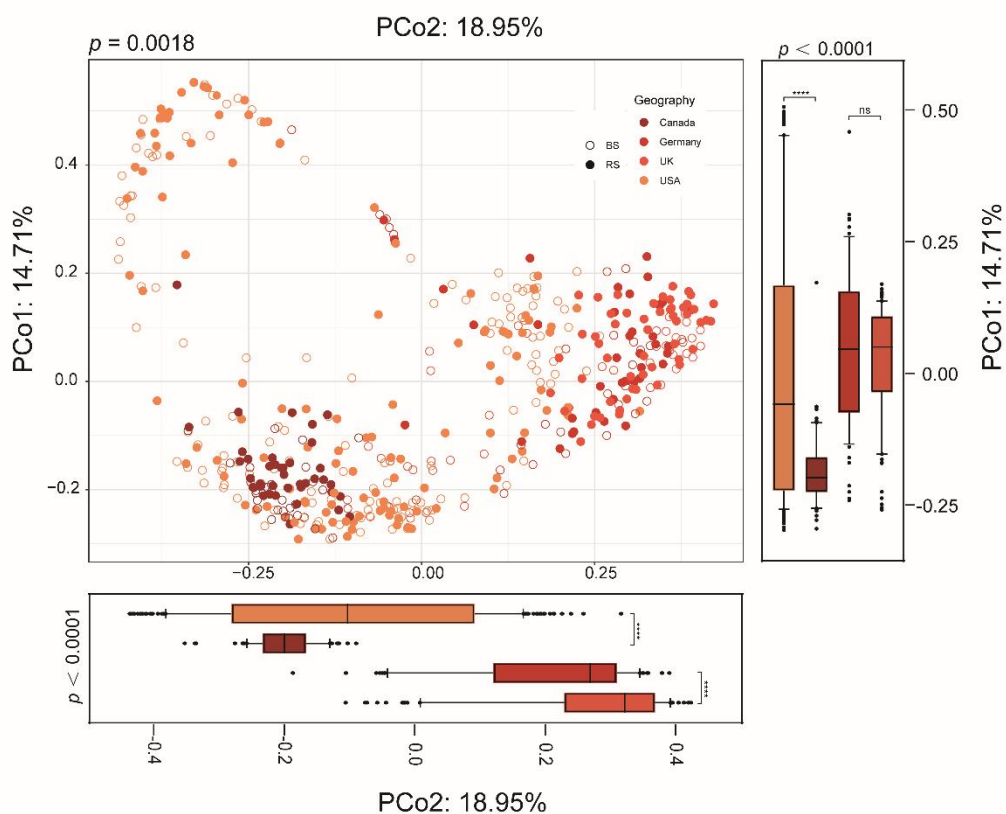 PCo2: 18.95%
p = 0.0018
p < 0.0001
Geography
Canada
BS
Germany
RS
UK
USA
****
ns
0.50
0.4
0.25
0.2
0.00
0.0
-0.25
−0.2
PCo1: 14.71%
PCo1: 14.71%
−0.25
0.00
0.25
p < 0.0001
****
****
-0.4
-0.2
0.0
0.2
0.4
PCo2: 18.95%